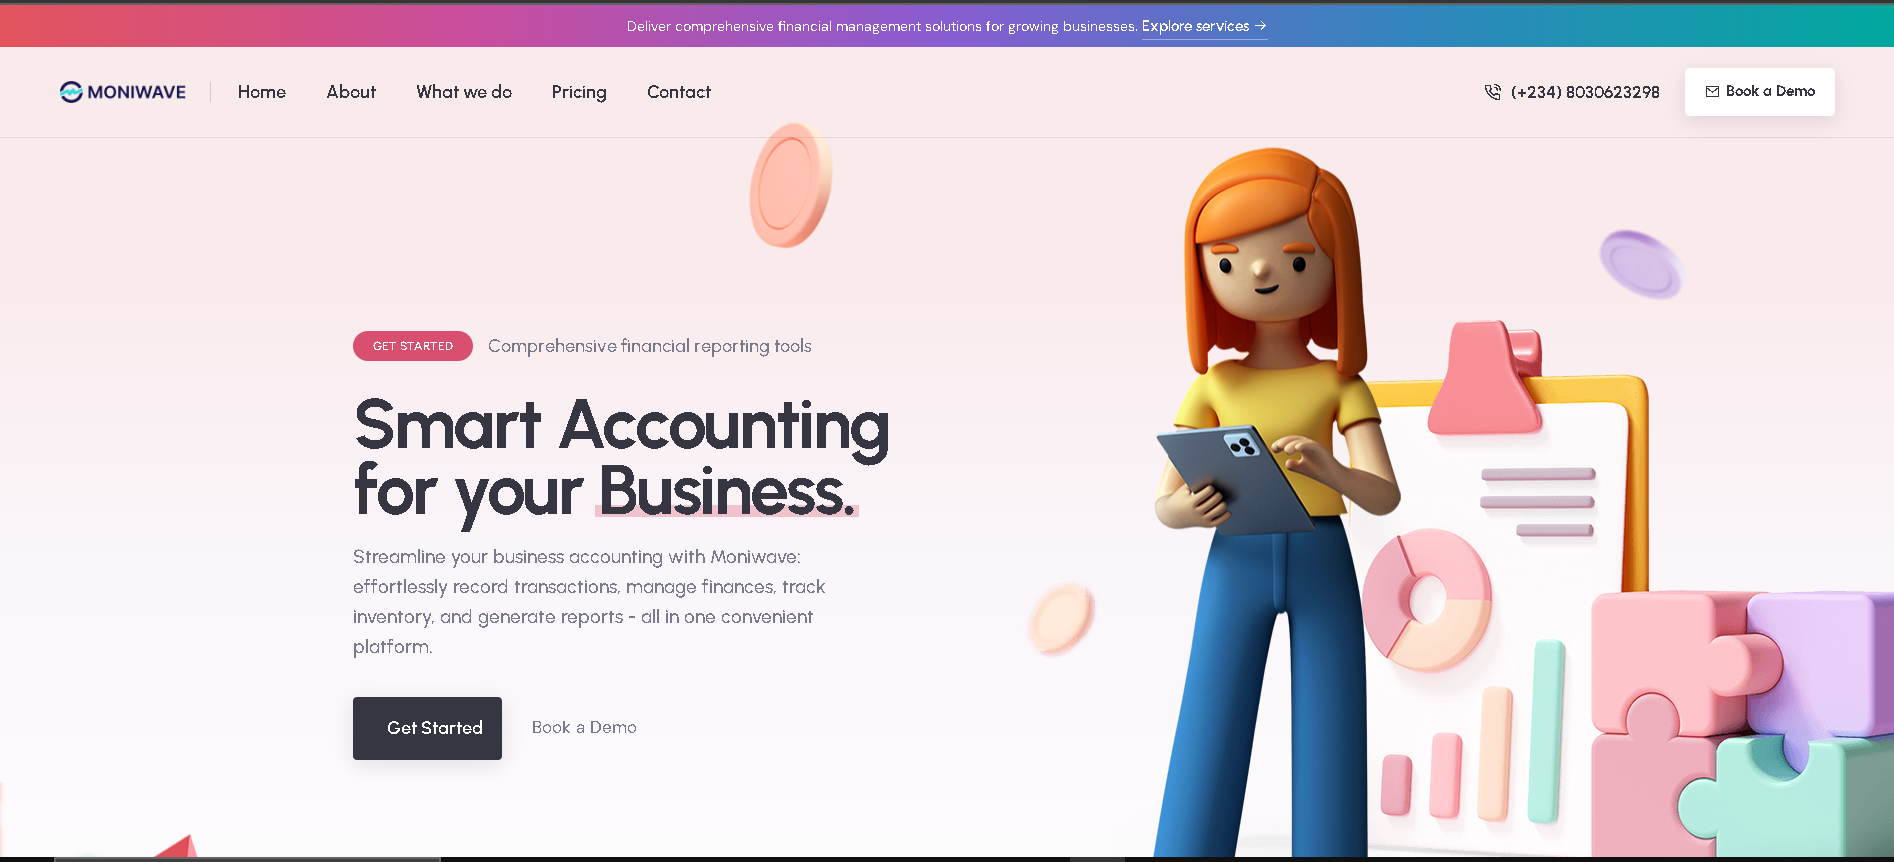 Deliver comprehensive financial management solutions for growing businesses. Explore services →
MONIWAVE
Home About What we do Pricing Contact
(+234) 8030623298
Book a Demo
GET STARTED Comprehensive financial reporting tools
Smart Accounting
for your Business.
Streamline your business accounting with Moniwave:
effortlessly record transactions, manage finances, track
inventory, and generate reports - all in one convenient
platform.
Get Started Book a Demo